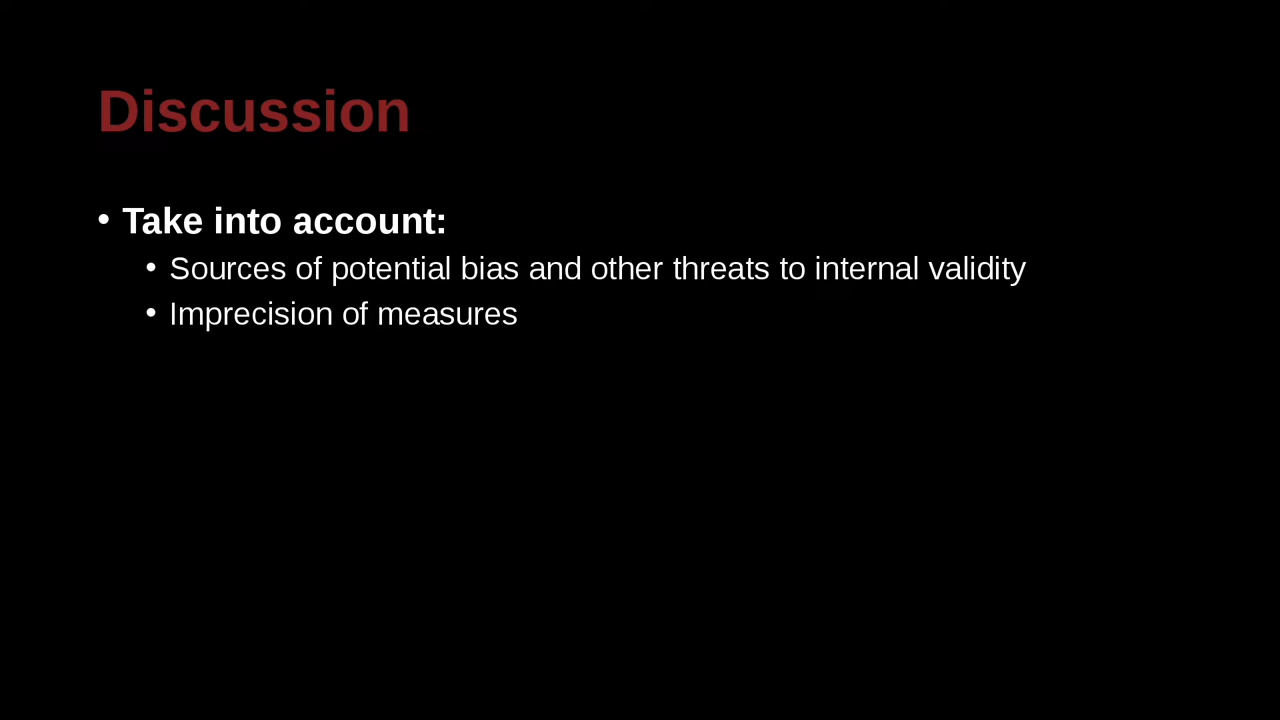 Discussion
• Take into account:
• Sources of potential bias and other threats to internal validity
• Imprecision of measures